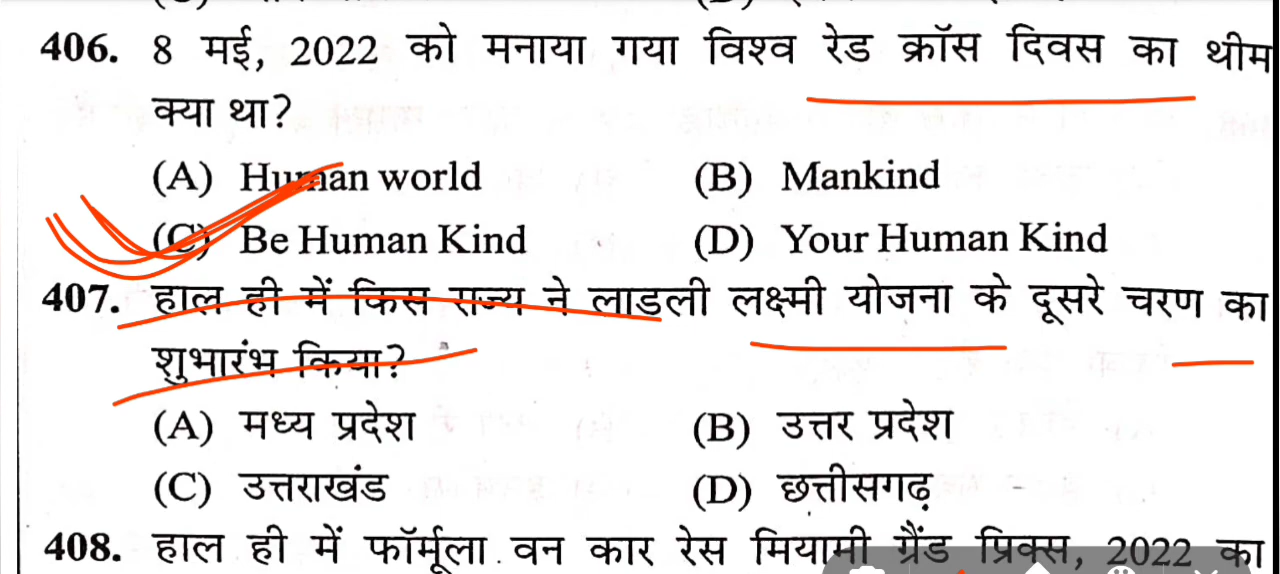 406. 8 मई, 2022 को मनाया गया विश्व रेड क्रॉस दिवस का थीम
क्या था?
(A) Human world (B) Mankind
(C) Be Human Kind (D) Your Human Kind
407. हाल ही में किस राज्य ने लाडली लक्ष्मी योजना के दूसरे चरण का
शुभारंभ किया?
(A) मध्य प्रदेश (B) उत्तर प्रदेश
(C) उत्तराखंड (D) छत्तीसगढ़
408. हाल ही में फॉर्मूला वन कार रेस मियामी ग्रैंड प्रिक्स, 2022 का